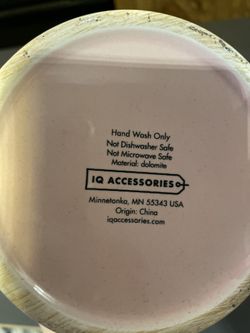 Hand Wash Only
Not Dishwasher Safe
Not Microwave Safe
Material: dolomite
IQ ACCESSORIES
Minnetonka, MN 55343 USA
Origin: China
iqaccessories.com